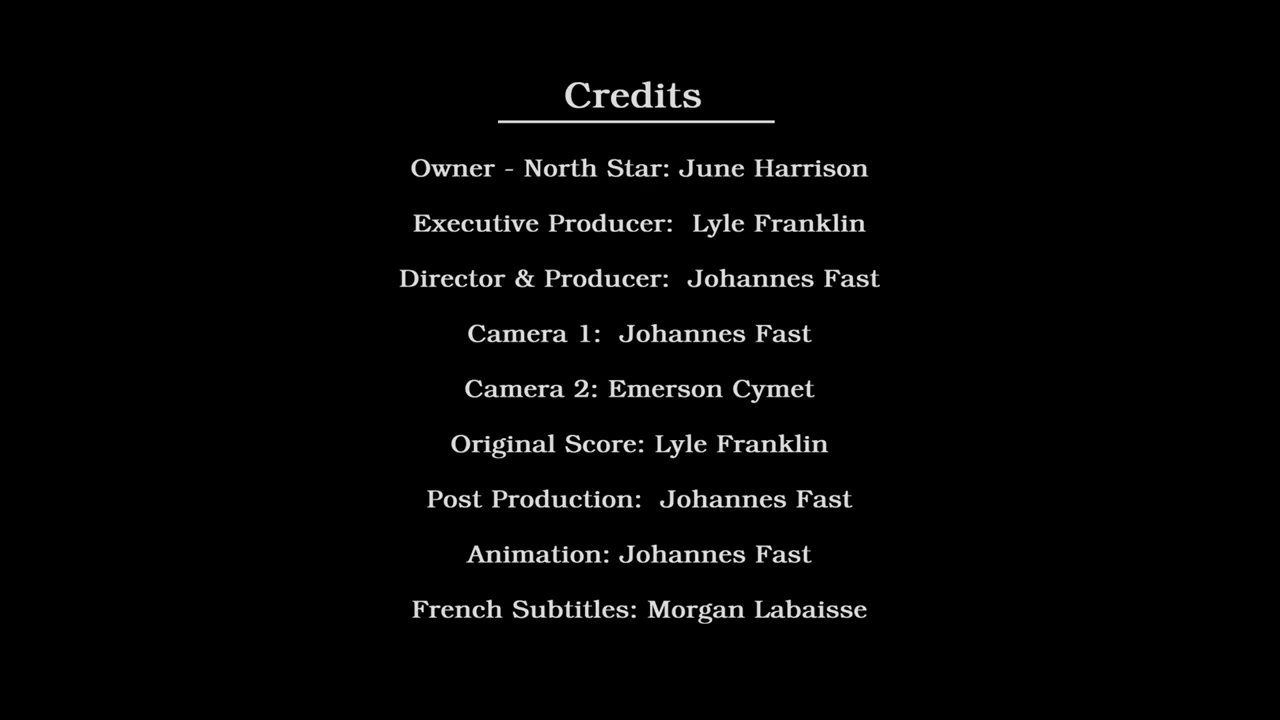 Credits
Owner - North Star: June Harrison
Executive Producer:  Lyle Franklin
Director & Producer:  Johannes Fast
Camera 1:  Johannes Fast
Camera 2: Emerson Cymet
Original Score: Lyle Franklin
Post Production:  Johannes Fast
Animation: Johannes Fast
French Subtitles: Morgan Labaisse